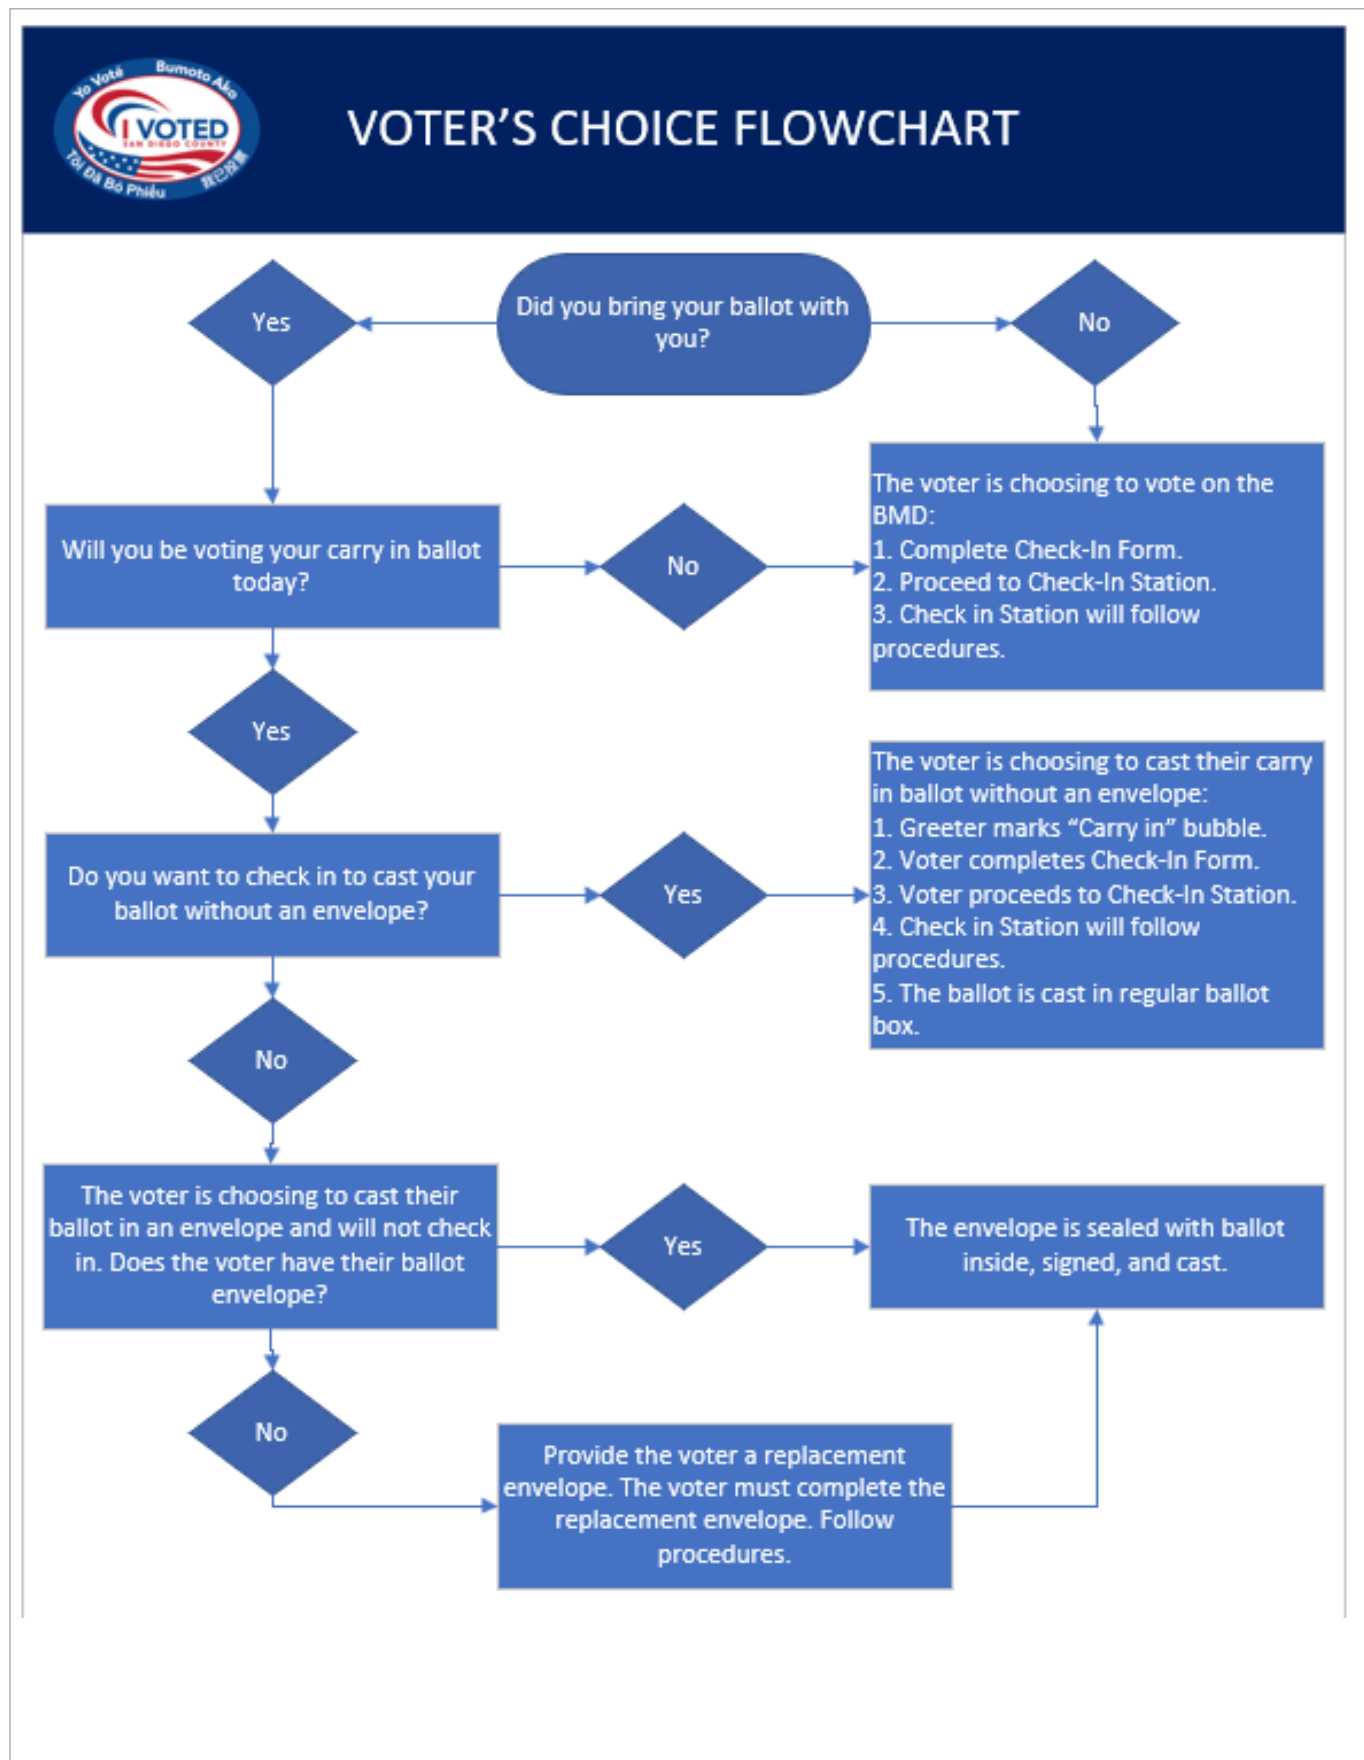 Yo Voté
Bumoto Ako
I VOTED
SAN DIEGO COUNTY
Tôi Đã Bỏ Phiếu
我已投票
VOTER’S CHOICE FLOWCHART
Yes
Did you bring your ballot with
you?
No
Will you be voting your carry in ballot
today?
No
The voter is choosing to vote on the
BMD:
1. Complete Check-In Form.
2. Proceed to Check-In Station.
3. Check in Station will follow
procedures.
Yes
Do you want to check in to cast your
ballot without an envelope?
Yes
The voter is choosing to cast their carry
in ballot without an envelope:
1. Greeter marks “Carry in” bubble.
2. Voter completes Check-In Form.
3. Voter proceeds to Check-In Station.
4. Check in Station will follow
procedures.
5. The ballot is cast in regular ballot
box.
No
The voter is choosing to cast their
ballot in an envelope and will not check
in. Does the voter have their ballot
envelope?
Yes
The envelope is sealed with ballot
inside, signed, and cast.
No
Provide the voter a replacement
envelope. The voter must complete the
replacement envelope. Follow
procedures.